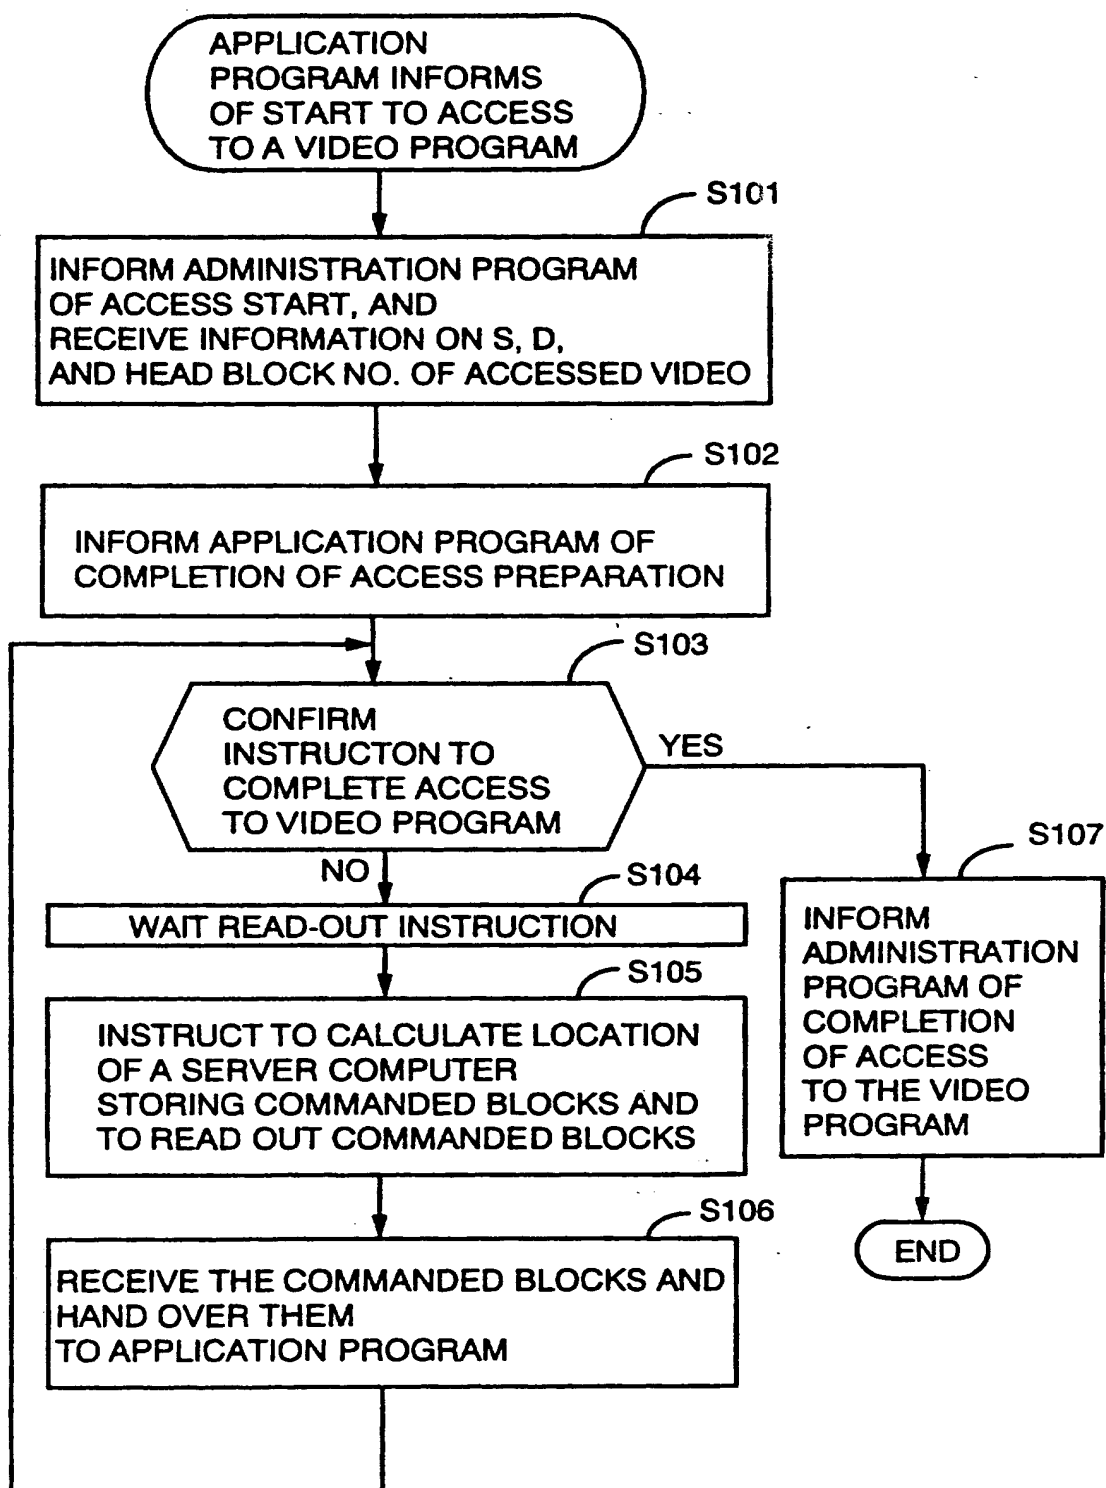 APPLICATION
PROGRAM INFORMS
OF START TO ACCESS
TO A VIDEO PROGRAM
S101
INFORM ADMINISTRATION PROGRAM
OF ACCESS START, AND
RECEIVE INFORMATION ON S, D,
AND HEAD BLOCK NO. OF ACCESSED VIDEO
S102
INFORM APPLICATION PROGRAM OF
COMPLETION OF ACCESS PREPARATION
S103
CONFIRM
INSTRUCTON TO
COMPLETE ACCESS
TO VIDEO PROGRAM
YES
NO
S104
WAIT READ-OUT INSTRUCTION
S105
INSTRUCT TO CALCULATE LOCATION
OF A SERVER COMPUTER
STORING COMMANDED BLOCKS AND
TO READ OUT COMMANDED BLOCKS
S106
RECEIVE THE COMMANDED BLOCKS AND
HAND OVER THEM
TO APPLICATION PROGRAM
S107
INFORM
ADMINISTRATION
PROGRAM OF
COMPLETION
OF ACCESS
TO THE VIDEO
PROGRAM
END